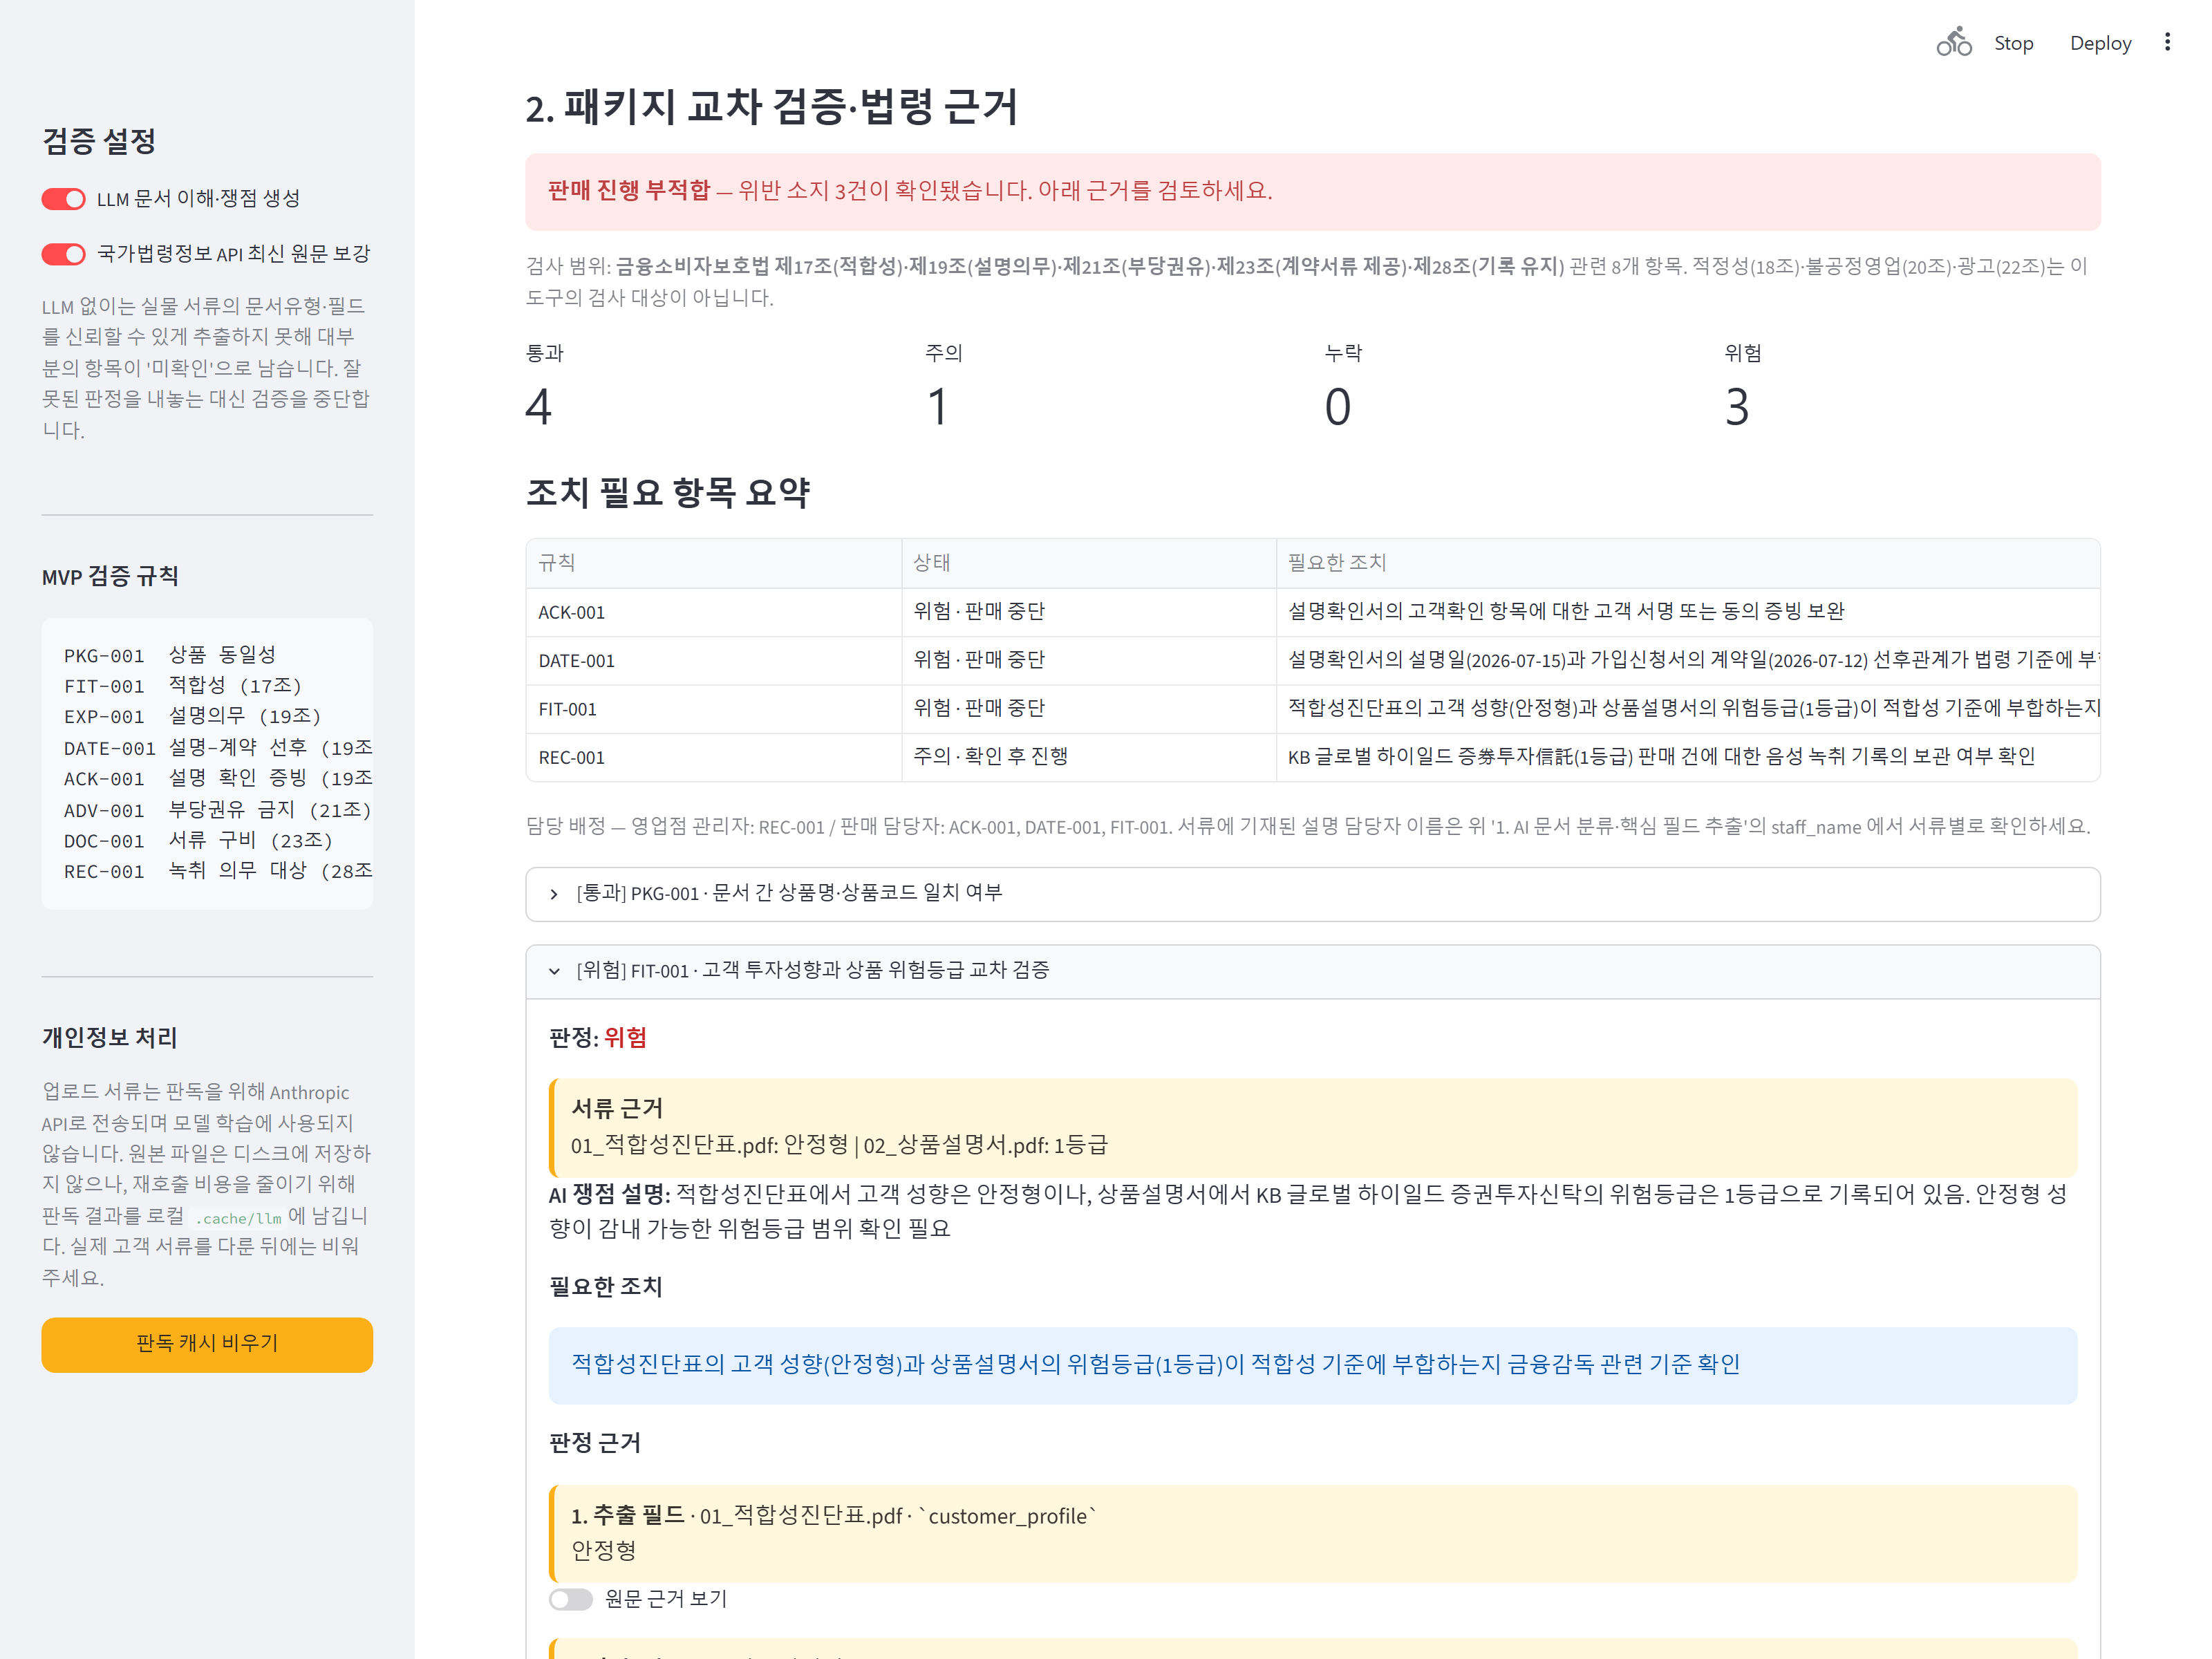 Stop
Deploy
검증 설정
LLM 문서 이해·쟁점 생성
국가법령정보 API 최신 원문 보강
LLM 없이는 실물 서류의 문서유형·필드
를 신뢰할 수 있게 추출하지 못해 대부
분의 항목이 '미확인'으로 남습니다. 잘
못된 판정을 내놓는 대신 검증을 중단합
니다.
MVP 검증 규칙
PKG-001 상품 동일성
FIT-001 적합성 (17조)
EXP-001 설명의무 (19조)
DATE-001 설명-계약 선후 (19조
ACK-001 설명 확인 증빙 (19조
ADV-001 부당권유 금지 (21조)
DOC-001 서류 구비 (23조)
REC-001 녹취 의무 대상 (28조
개인정보 처리
업로드 서류는 판독을 위해 Anthropic
API로 전송되며 모델 학습에 사용되지
않습니다. 원본 파일은 디스크에 저장하
지 않으나, 재호출 비용을 줄이기 위해
판독 결과를 로컬 .cache/llm 에 남깁니
다. 실제 고객 서류를 다룬 뒤에는 비워
주세요.
판독 캐시 비우기
2. 패키지 교차 검증·법령 근거
판매 진행 부적합 — 위반 소지 3건이 확인됐습니다. 아래 근거를 검토하세요.
검사 범위: 금융소비자보호법 제17조(적합성)·제19조(설명의무)·제21조(부당권유)·제23조(계약서류 제공)·제28조(기록 유지) 관련 8개 항목. 적정성(18조)·불공정영업(20조)·광고(22조)는 이
도구의 검사 대상이 아닙니다.
통과 주의 누락 위험
4 1 0 3
조치 필요 항목 요약
규칙 상태 필요한 조치
ACK-001 위험 · 판매 중단 설명확인서의 고객확인 항목에 대한 고객 서명 또는 동의 증빙 보완
DATE-001 위험 · 판매 중단 설명확인서의 설명일(2026-07-15)과 가입신청서의 계약일(2026-07-12) 선후관계가 법령 기준에 부
FIT-001 위험 · 판매 중단 적합성진단표의 고객 성향(안정형)과 상품설명서의 위험등급(1등급)이 적합성 기준에 부합하는지
REC-001 주의 · 확인 후 진행 KB 글로벌 하이일드 증券투자信託(1등급) 판매 건에 대한 음성 녹취 기록의 보관 여부 확인
담당 배정 — 영업점 관리자: REC-001 / 판매 담당자: ACK-001, DATE-001, FIT-001. 서류에 기재된 설명 담당자 이름은 위 '1. AI 문서 분류·핵심 필드 추출'의 staff_name 에서 서류별로 확인하세요.
[통과] PKG-001 · 문서 간 상품명·상품코드 일치 여부
[위험] FIT-001 · 고객 투자성향과 상품 위험등급 교차 검증
판정: 위험
서류 근거
01_적합성진단표.pdf: 안정형 | 02_상품설명서.pdf: 1등급
AI 쟁점 설명: 적합성진단표에서 고객 성향은 안정형이나, 상품설명서에서 KB 글로벌 하이일드 증권투자신탁의 위험등급은 1등급으로 기록되어 있음. 안정형 성
향이 감내 가능한 위험등급 범위 확인 필요
필요한 조치
적합성진단표의 고객 성향(안정형)과 상품설명서의 위험등급(1등급)이 적합성 기준에 부합하는지 금융감독 관련 기준 확인
판정 근거
1. 추출 필드 · 01_적합성진단표.pdf · `customer_profile`
안정형
원문 근거 보기